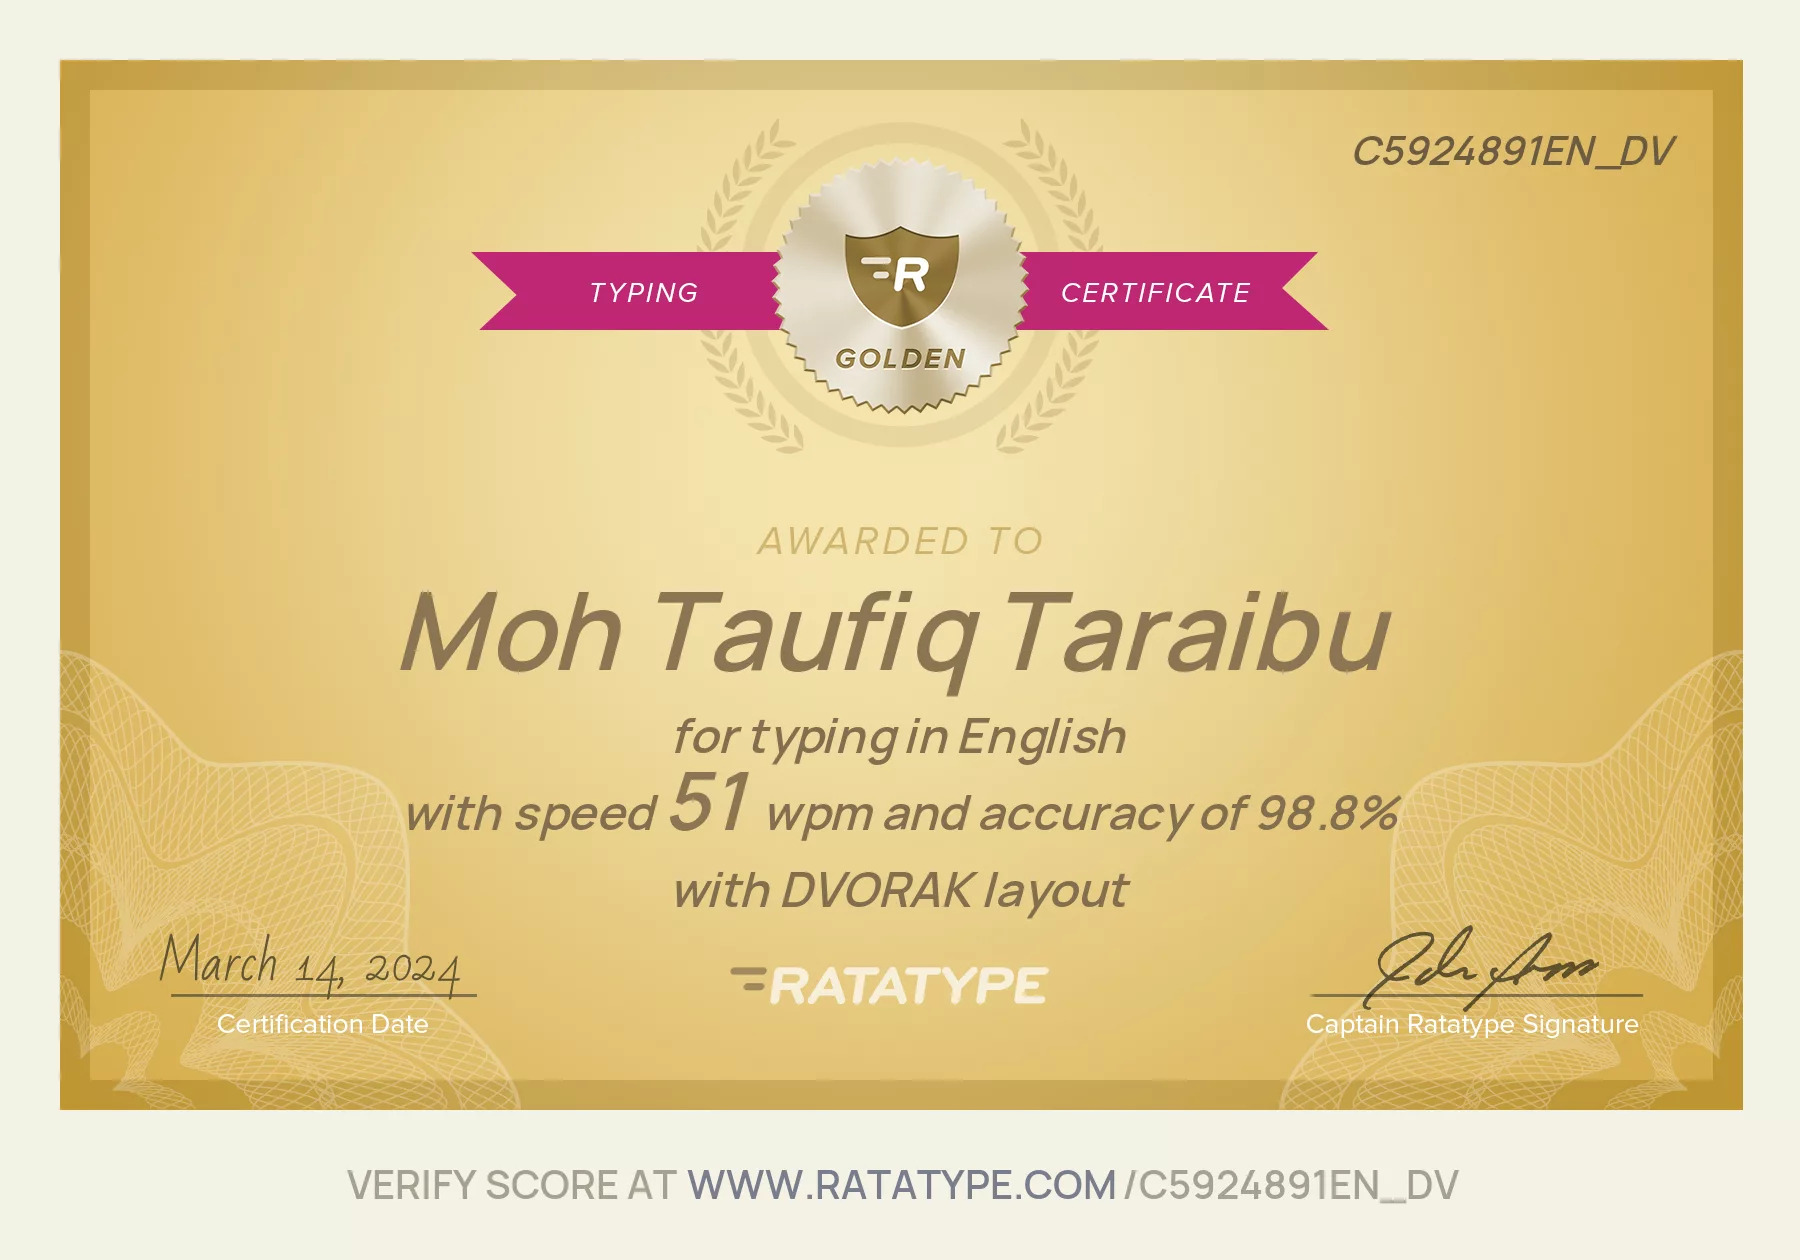 C5924891EN_DV
TYPING
R
CERTIFICATE
GOLDEN
AWARDED TO
Moh Taufiq Taraibu
for typing in English
with speed 51 wpm and accuracy of 98.8%
with DVORAK layout
March 14, 2024
RATATYPE
Certification Date
Captain Ratatype Signature
VERIFY SCORE AT WWW.RATATYPE.COM/C5924891EN_DV